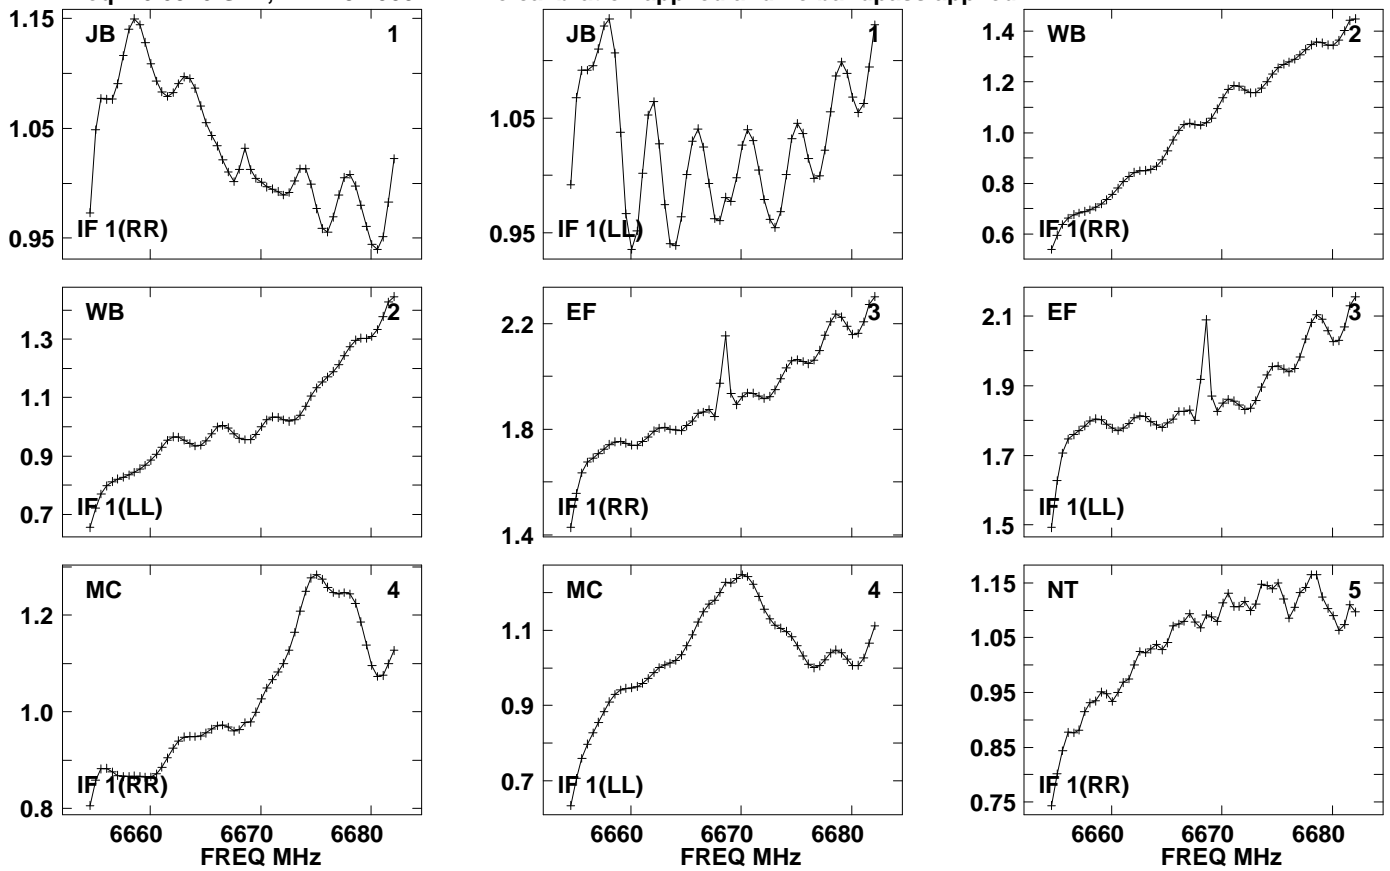 JB 1
1.15
1.05
0.95
IF 1(RR)
JB 1
1.05
0.95
IF 1(LL)
WB 2
1.4
1.2
1.0
0.8
0.6
IF 1(RR)
WB 2
1.3
1.1
0.9
0.7
IF 1(LL)
EF 3
2.2
1.8
1.4
IF 1(RR)
EF 3
2.1
1.9
1.7
1.5
IF 1(LL)
MC 4
1.2
1.0
0.8
IF 1(RR)
6660 6670 6680
FREQ MHz
MC 4
1.1
0.9
0.7
IF 1(LL)
6660 6670 6680
FREQ MHz
NT 5
1.15
1.05
0.95
0.85
0.75
IF 1(RR)
6660 6670 6680
FREQ MHz